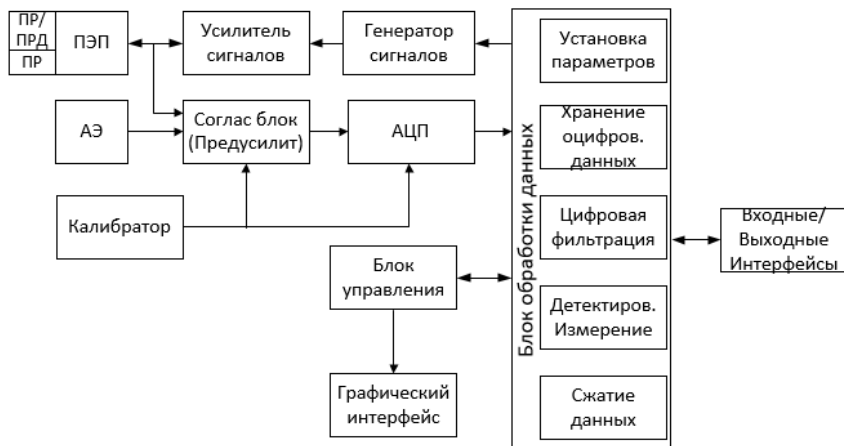 ПР/
ПРД
ПР
ПЭП
Усилитель
сигналов
Генератор
сигналов
АЭ
Соглас блок
(Предусилит)
АЦП
Калибратор
Блок
управления
Графический
интерфейс
Блок обработки данных
Установка
параметров
Хранение
оцифров.
данных
Цифровая
фильтрация
Детектиров.
Измерение
Сжатие
данных
Входные/
Выходные
Интерфейсы